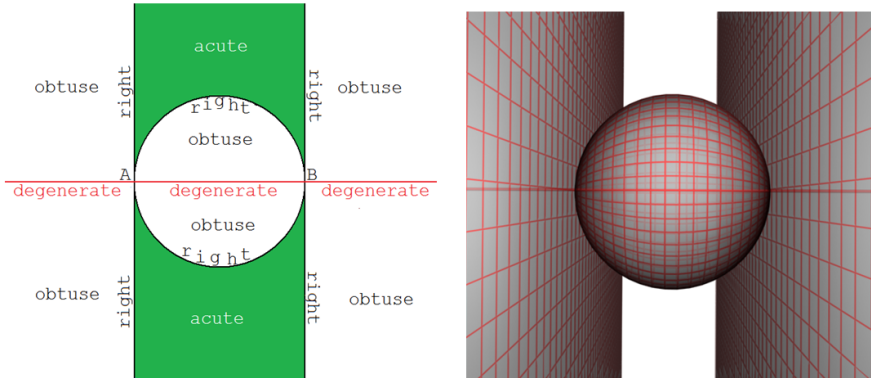 acute
obtuse right right obtuse
right
obtuse
A B
degenerate degenerate degenerate
obtuse
right
obtuse right right obtuse
acute